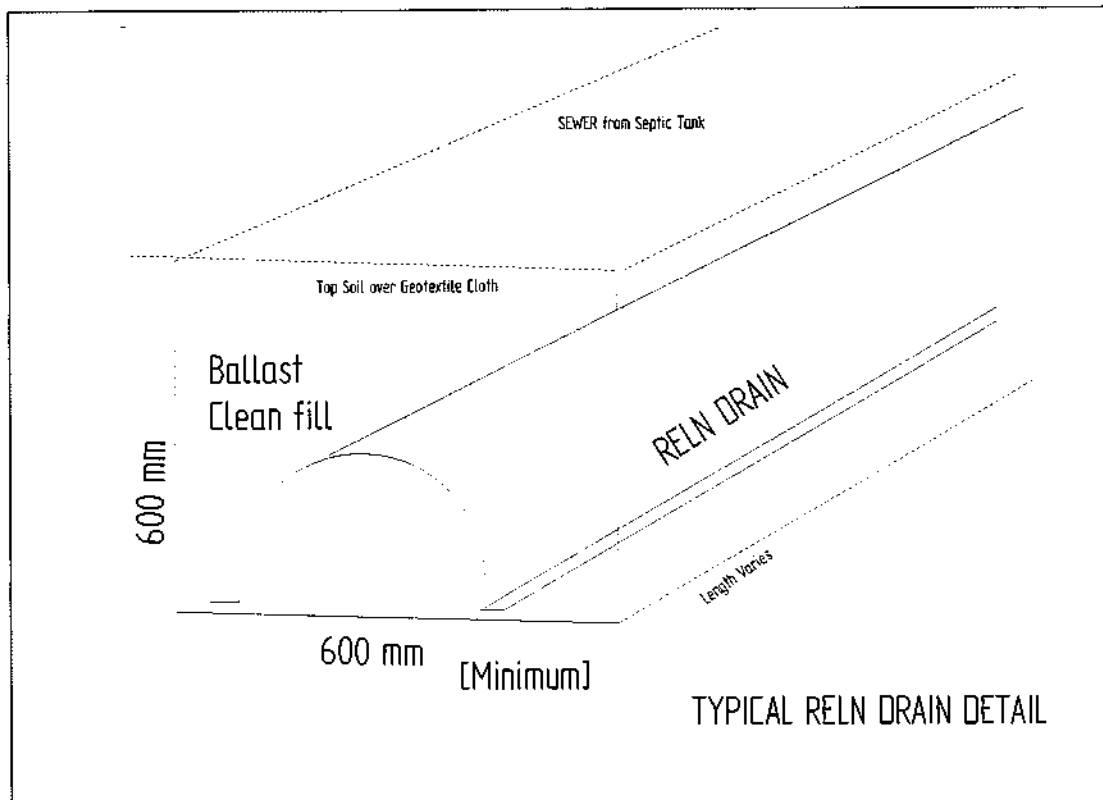 SEWER from Septic Tank
Top Soil over Geotextile Cloth
Ballast
Clean fill
RELN DRAIN
600 mm
Length Varies
600 mm
[Minimum]
TYPICAL RELN DRAIN DETAIL